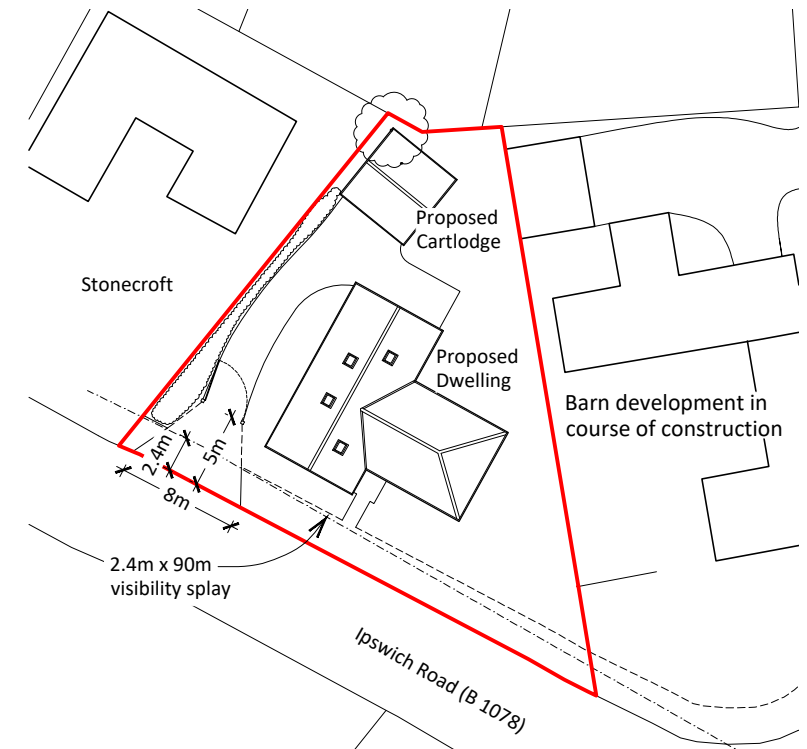 Proposed
Cartlodge
Stonecroft
Proposed
Dwelling
Barn development in
course of construction
2.4m
5m
8m
2.4m x 90m
visibility splay
Ipswich Road (B 1078)